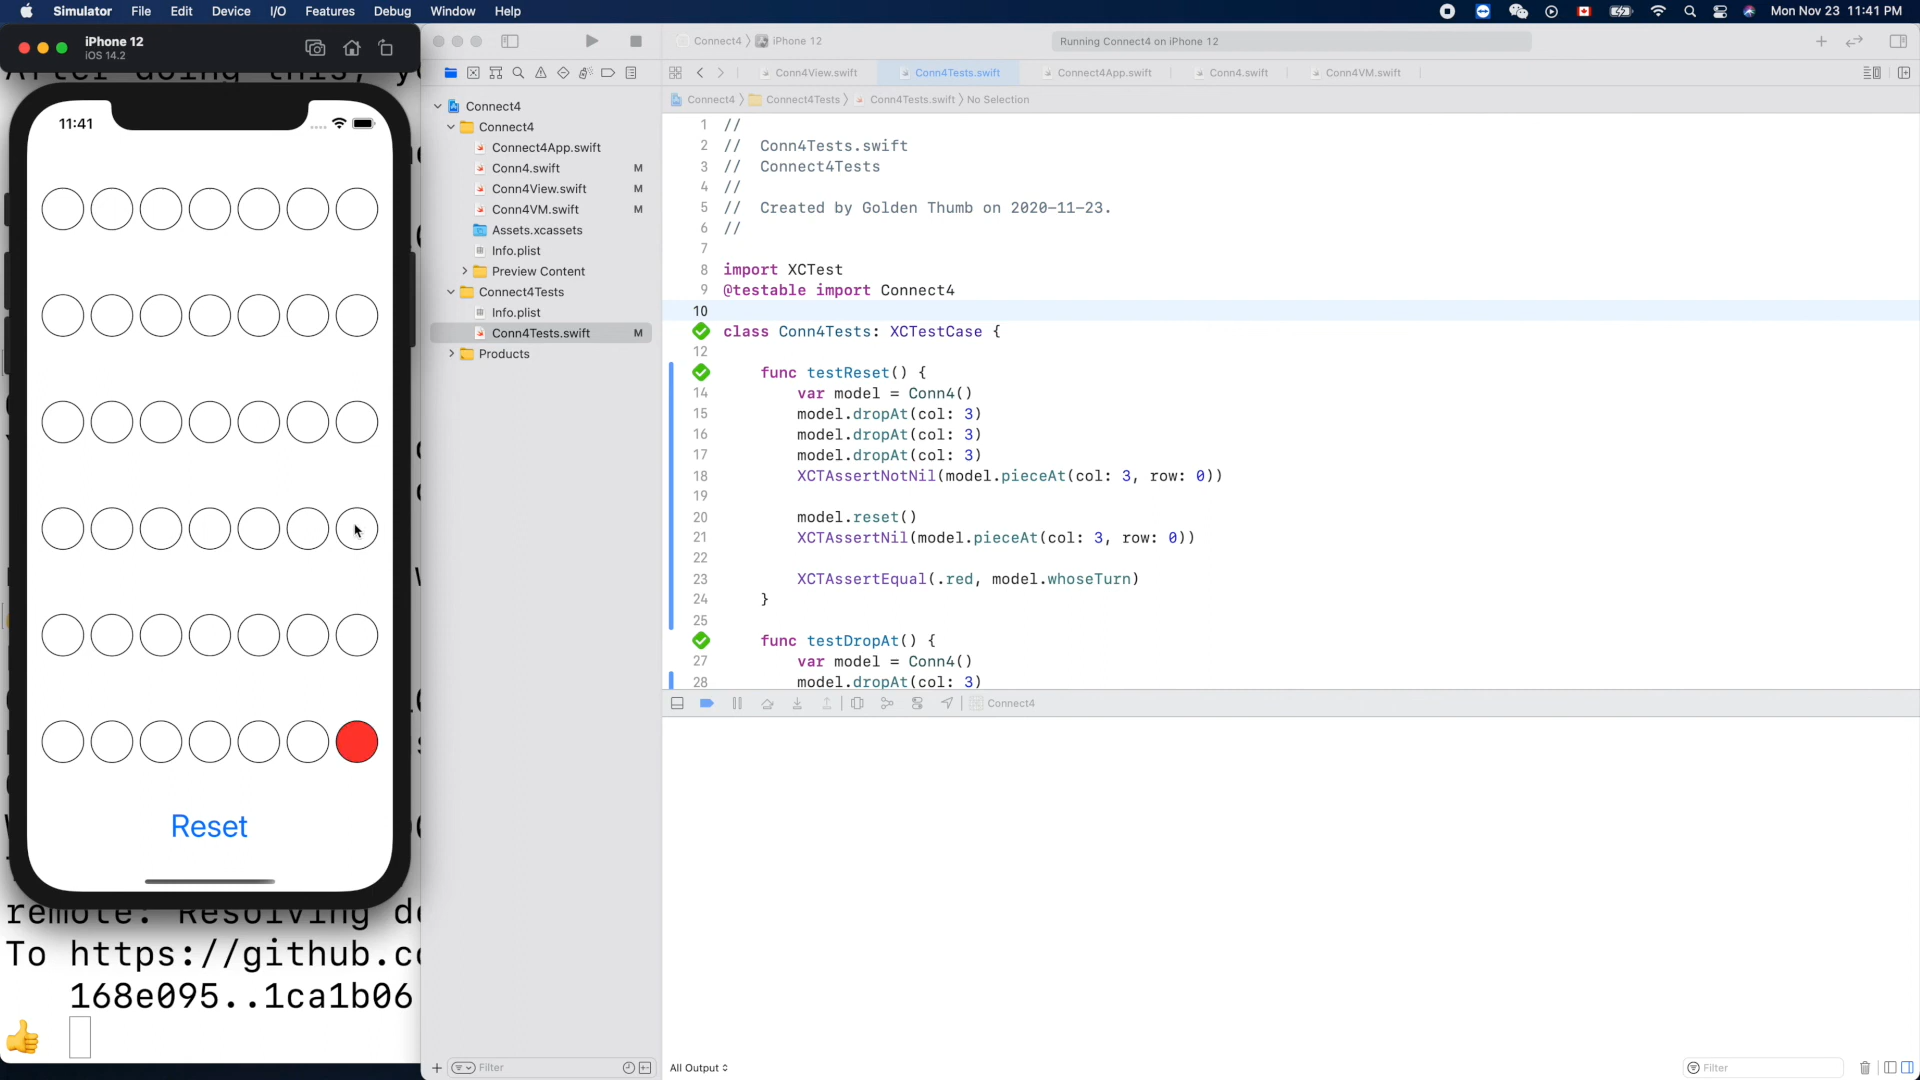 Simulator File Edit Device I/O Features Debug Window Help
Mon Nov 23 11:41 PM
iPhone 12
iOS 14.2
11:41
Reset
remote: Resolving
To https://github.c
168e095..1ca1b06
Connect4
Connect4
Connect4App.swift
Conn4.swift M
Conn4View.swift M
Conn4VM.swift M
Assets.xcassets
Info.plist
Preview Content
Connect4Tests
Info.plist
Conn4Tests.swift M
Products
Filter
Connect4 〉 iPhone 12
Running Connect4 on iPhone 12
Conn4View.swift Conn4Tests.swift Connect4App.swift Conn4.swift Conn4VM.swift
Connect4 〉 Connect4Tests 〉 Conn4Tests.swift 〉 No Selection
1 //
2 // Conn4Tests.swift
3 // Connect4Tests
4 //
5 // Created by Golden Thumb on 2020-11-23.
6 //
7
8 import XCTest
9 @testable import Connect4
10
class Conn4Tests: XCTestCase {
12
func testReset() {
14 var model = Conn4()
15 model.dropAt(col: 3)
16 model.dropAt(col: 3)
17 model.dropAt(col: 3)
18 XCTAssertNotNil(model.pieceAt(col: 3, row: 0))
19
20 model.reset()
21 XCTAssertNil(model.pieceAt(col: 3, row: 0))
22
23 XCTAssertEqual(.red, model.whoseTurn)
24 }
25
func testDropAt() {
27 var model = Conn4()
28 model.dropAt(col: 3)
Connect4
All Output
Filter